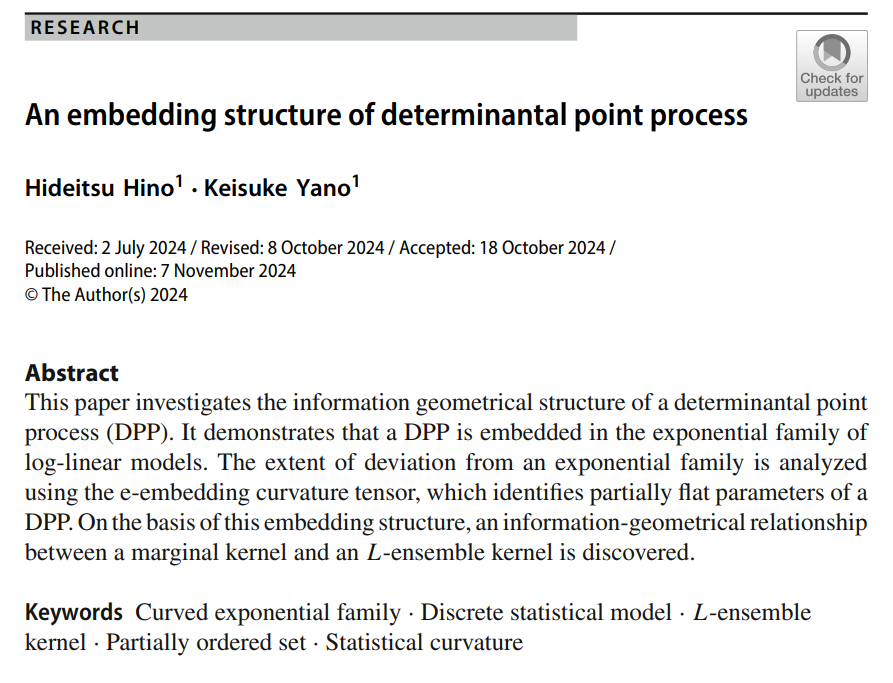 RESEARCH
Check for
updates
An embedding structure of determinantal point process
Hideitsu Hino1 · Keisuke Yano1
Received: 2 July 2024 / Revised: 8 October 2024 / Accepted: 18 October 2024 /
Published online: 7 November 2024
© The Author(s) 2024
Abstract
This paper investigates the information geometrical structure of a determinantal point
process (DPP). It demonstrates that a DPP is embedded in the exponential family of
log-linear models. The extent of deviation from an exponential family is analyzed
using the e-embedding curvature tensor, which identifies partially flat parameters of a
DPP. On the basis of this embedding structure, an information-geometrical relationship
between a marginal kernel and an L-ensemble kernel is discovered.
Keywords Curved exponential family · Discrete statistical model · L-ensemble
kernel · Partially ordered set · Statistical curvature